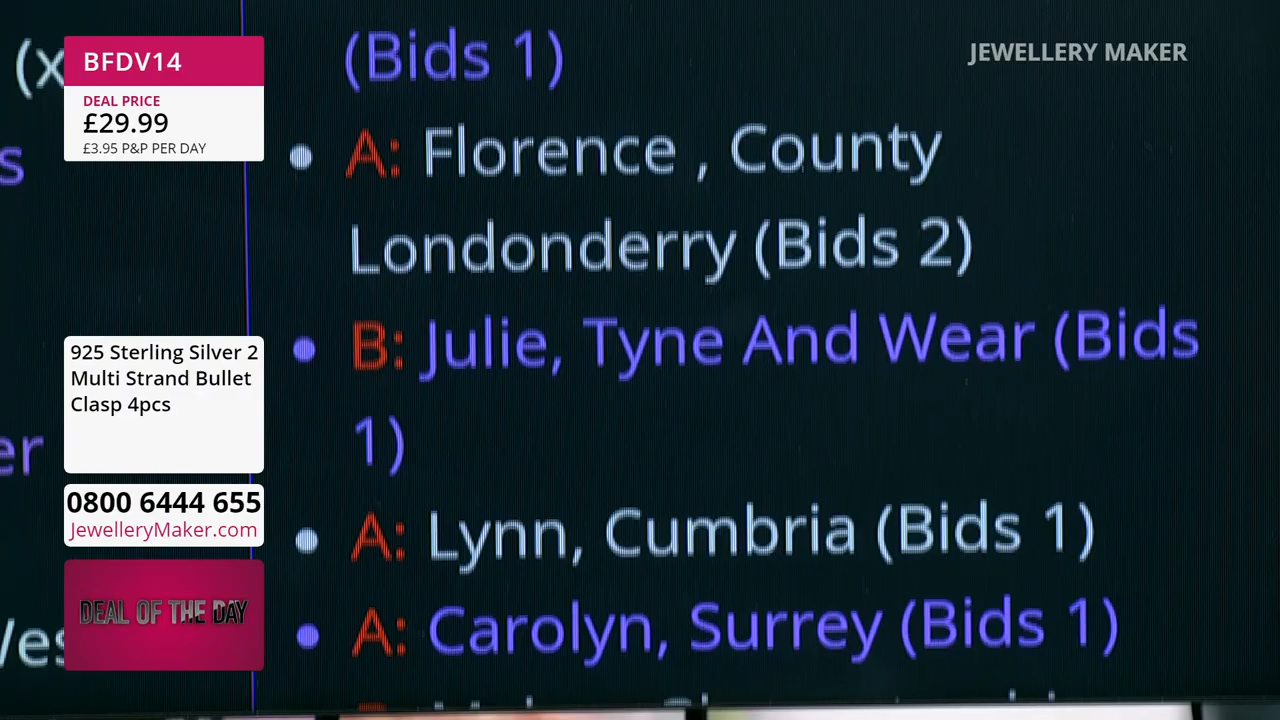 BFDV14
DEAL PRICE
£29.99
£3.95 P&P PER DAY
925 Sterling Silver 2
Multi Strand Bullet
Clasp 4pcs
0800 6444 655
JewelleryMaker.com
DEAL OF THE DAY
JEWELLERY MAKER
(Bids 1)
A: Florence , County
Londonderry (Bids 2)
B: Julie, Tyne And Wear (Bids
1)
A: Lynn, Cumbria (Bids 1)
A: Carolyn, Surrey (Bids 1)